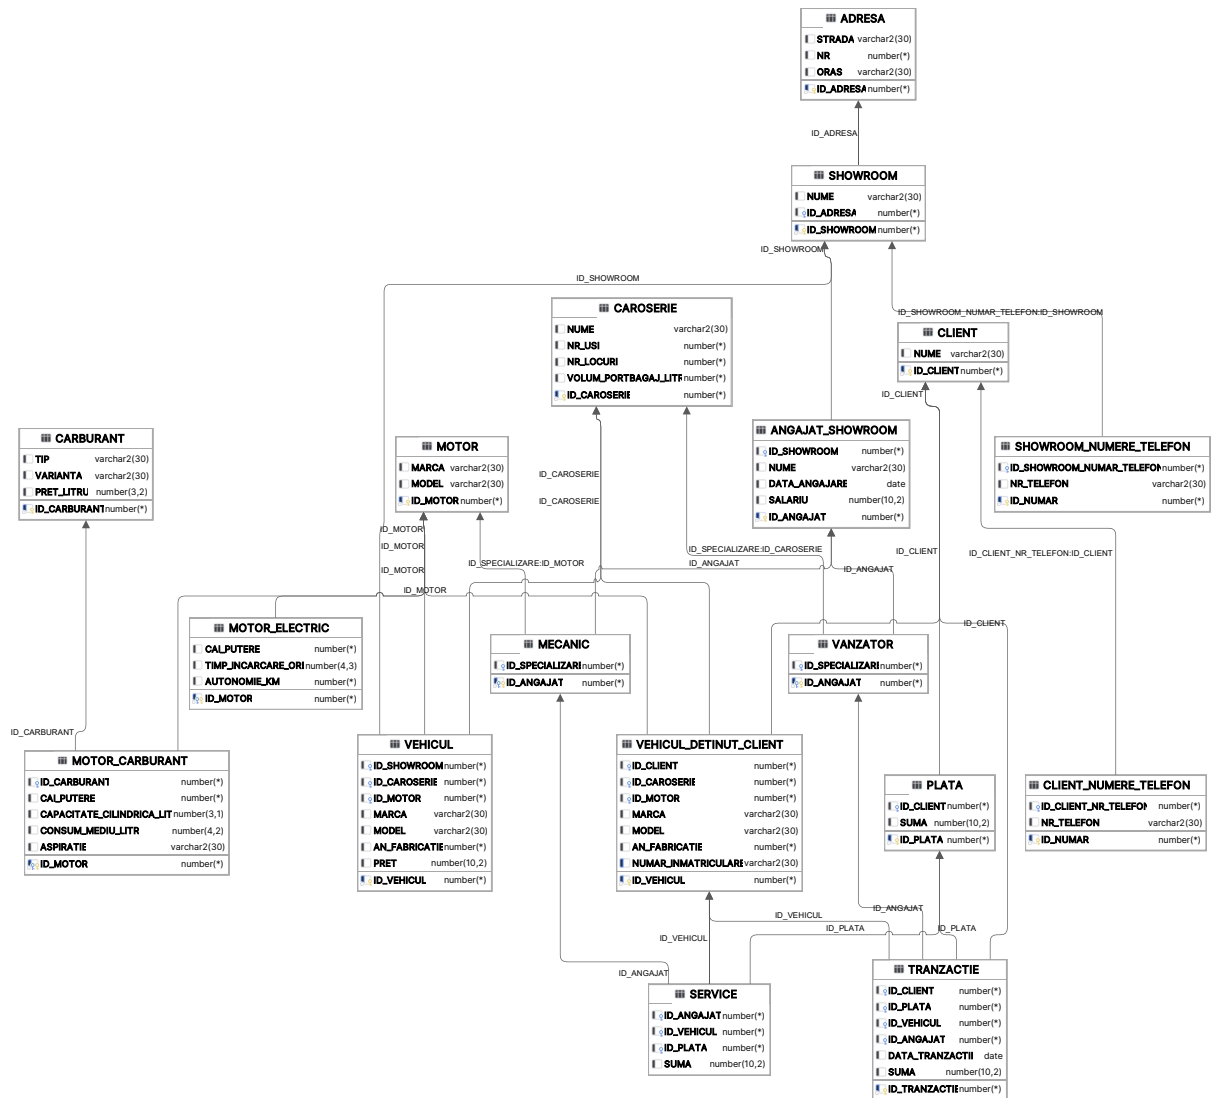 ADRESA
STRADA varchar2(30)
NR number(*)
ORAS varchar2(30)
ID_ADRESA number(*)
ID_ADRESA
SHOWROOM
NUME varchar2(30)
ID_ADRESA number(*)
ID_SHOWROOM number(*)
ID_SHOWROOM
ID_SHOWROOM
ID_SHOWROOM_NUMAR_TELEFON:ID_SHOWROOM
CAROSERIE
NUME varchar2(30)
NR_USI number(*)
NR_LOCURI number(*)
VOLUM_PORTBAGAJ_LITR number(*)
ID_CAROSERIE number(*)
CLIENT
NUME varchar2(30)
ID_CLIENT number(*)
ID_CLIENT
CARBURANT
TIP varchar2(30)
VARIANTA varchar2(30)
PRET_LITRU number(3,2)
ID_CARBURANT number(*)
MOTOR
MARCA varchar2(30)
MODEL varchar2(30)
ID_MOTOR number(*)
ANGAJAT_SHOWROOM
ID_SHOWROOM number(*)
NUME varchar2(30)
DATA_ANGAJARE date
SALARIU number(10,2)
ID_ANGAJAT number(*)
SHOWROOM_NUMERE_TELEFON
ID_SHOWROOM_NUMAR_TELEFON number(*)
NR_TELEFON varchar2(30)
ID_NUMAR number(*)
ID_CAROSERIE
ID_CAROSERIE
ID_MOTOR
ID_MOTOR
ID_MOTOR
ID_MOTOR
ID_SPECIALIZARE:ID_MOTOR
ID_SPECIALIZARE:ID_CAROSERIE
ID_ANGAJAT
ID_ANGAJAT
ID_CLIENT
ID_CLIENT_NR_TELEFON:ID_CLIENT
ID_CLIENT
MOTOR_ELECTRIC
CAI_PUTERE number(*)
TIMP_INCARCARE_ORE number(4,3)
AUTONOMIE_KM number(*)
ID_MOTOR number(*)
MECANIC
ID_SPECIALIZARE number(*)
ID_ANGAJAT number(*)
VANZATOR
ID_SPECIALIZARE number(*)
ID_ANGAJAT number(*)
ID_CARBURANT
MOTOR_CARBURANT
ID_CARBURANT number(*)
CAI_PUTERE number(*)
CAPACITATE_CILINDRICA_LIT number(3,1)
CONSUM_MEDIU_LITR number(4,2)
ASPIRATIE varchar2(30)
ID_MOTOR number(*)
VEHICUL
ID_SHOWROOM number(*)
ID_CAROSERIE number(*)
ID_MOTOR number(*)
MARCA varchar2(30)
MODEL varchar2(30)
AN_FABRICATIE number(*)
PRET number(10,2)
ID_VEHICUL number(*)
VEHICUL_DETINUT_CLIENT
ID_CLIENT number(*)
ID_CAROSERIE number(*)
ID_MOTOR number(*)
MARCA varchar2(30)
MODEL varchar2(30)
AN_FABRICATIE number(*)
NUMAR_INMATRICULARE varchar2(30)
ID_VEHICUL number(*)
PLATA
ID_CLIENT number(*)
SUMA number(10,2)
ID_PLATA number(*)
CLIENT_NUMERE_TELEFON
ID_CLIENT_NR_TELEFON number(*)
NR_TELEFON varchar2(30)
ID_NUMAR number(*)
ID_ANGAJAT
ID_VEHICUL
ID_PLATA
ID_PLATA
ID_VEHICUL
ID_ANGAJAT
SERVICE
ID_ANGAJAT number(*)
ID_VEHICUL number(*)
ID_PLATA number(*)
SUMA number(10,2)
TRANZACTIE
ID_CLIENT number(*)
ID_PLATA number(*)
ID_VEHICUL number(*)
ID_ANGAJAT number(*)
DATA_TRANZACTII date
SUMA number(10,2)
ID_TRANZACTIE number(*)